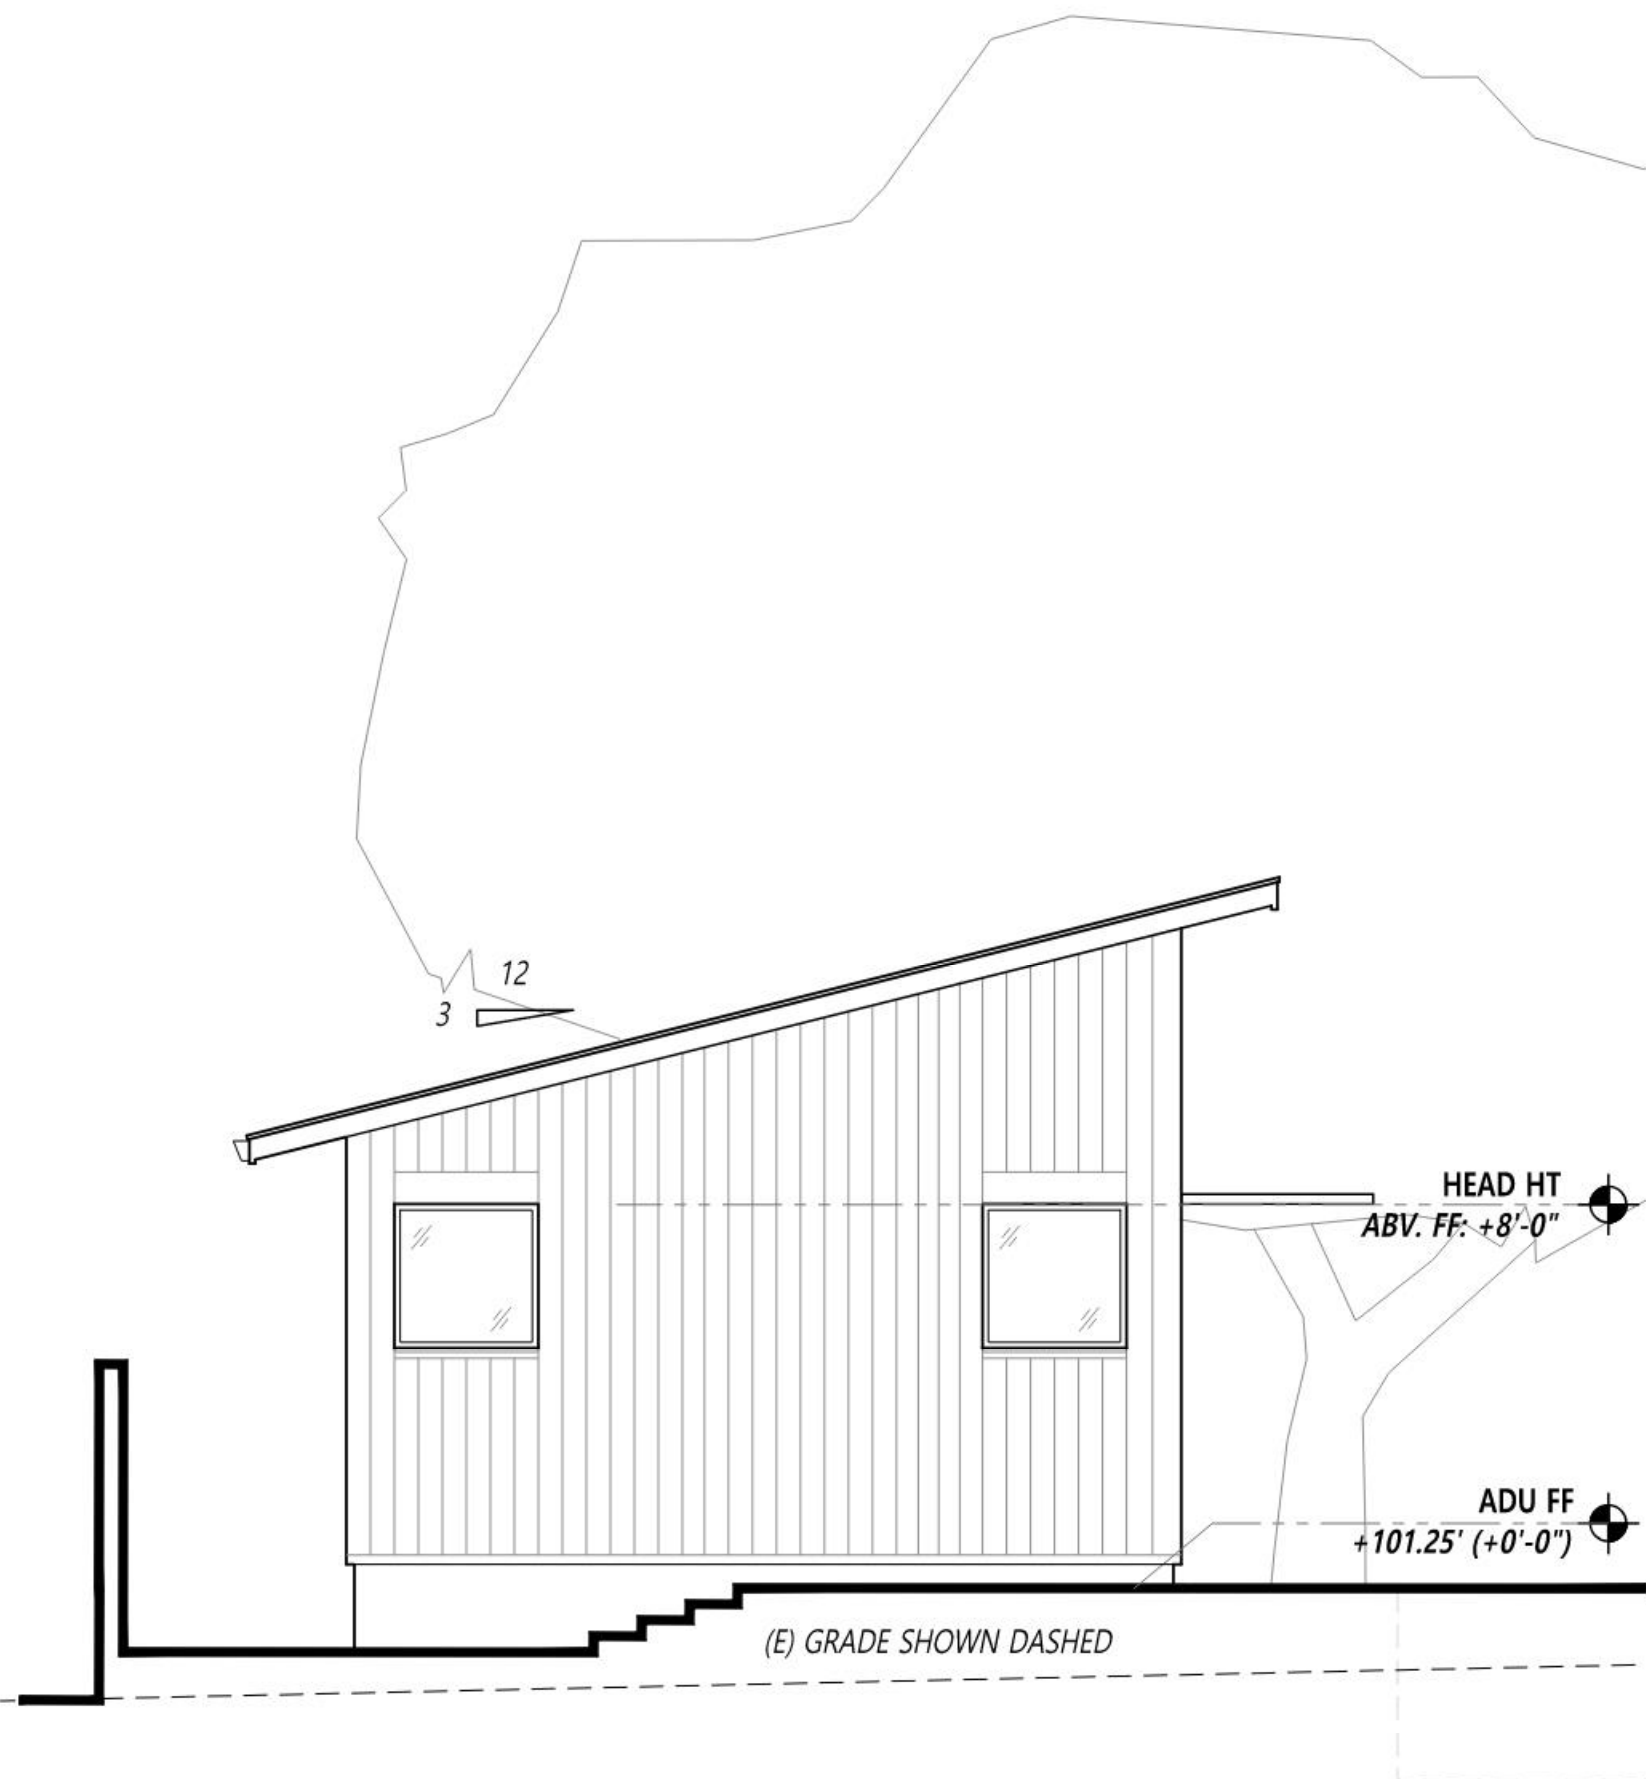 12
3
HEAD HT
ABV. FF: +8'-0"
ADU FF
+101.25' (+0'-0")
(E) GRADE SHOWN DASHED